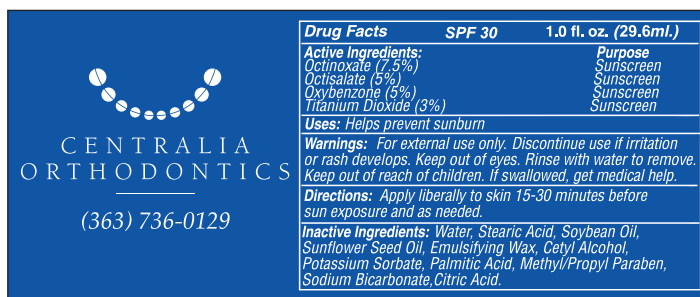 CENTRALIA
ORTHODONTICS
(363) 736-0129
Drug Facts SPF 30 1.0 fl. oz. (29.6ml.)
Active Ingredients: Purpose
Octinoxate (7.5%) Sunscreen
Octisalate (5%) Sunscreen
Oxybenzone (5%) Sunscreen
Titanium Dioxide (3%) Sunscreen
Uses: Helps prevent sunburn
Warnings: For external use only. Discontinue use if irritation
or rash develops. Keep out of eyes. Rinse with water to remove.
Keep out of reach of children. If swallowed, get medical help.
Directions: Apply liberally to skin 15-30 minutes before
sun exposure and as needed.
Inactive Ingredients: Water, Stearic Acid, Soybean Oil,
Sunflower Seed Oil, Emulsifying Wax, Cetyl Alcohol,
Potassium Sorbate, Palmitic Acid, Methyl/Propyl Paraben,
Sodium Bicarbonate,Citric Acid.